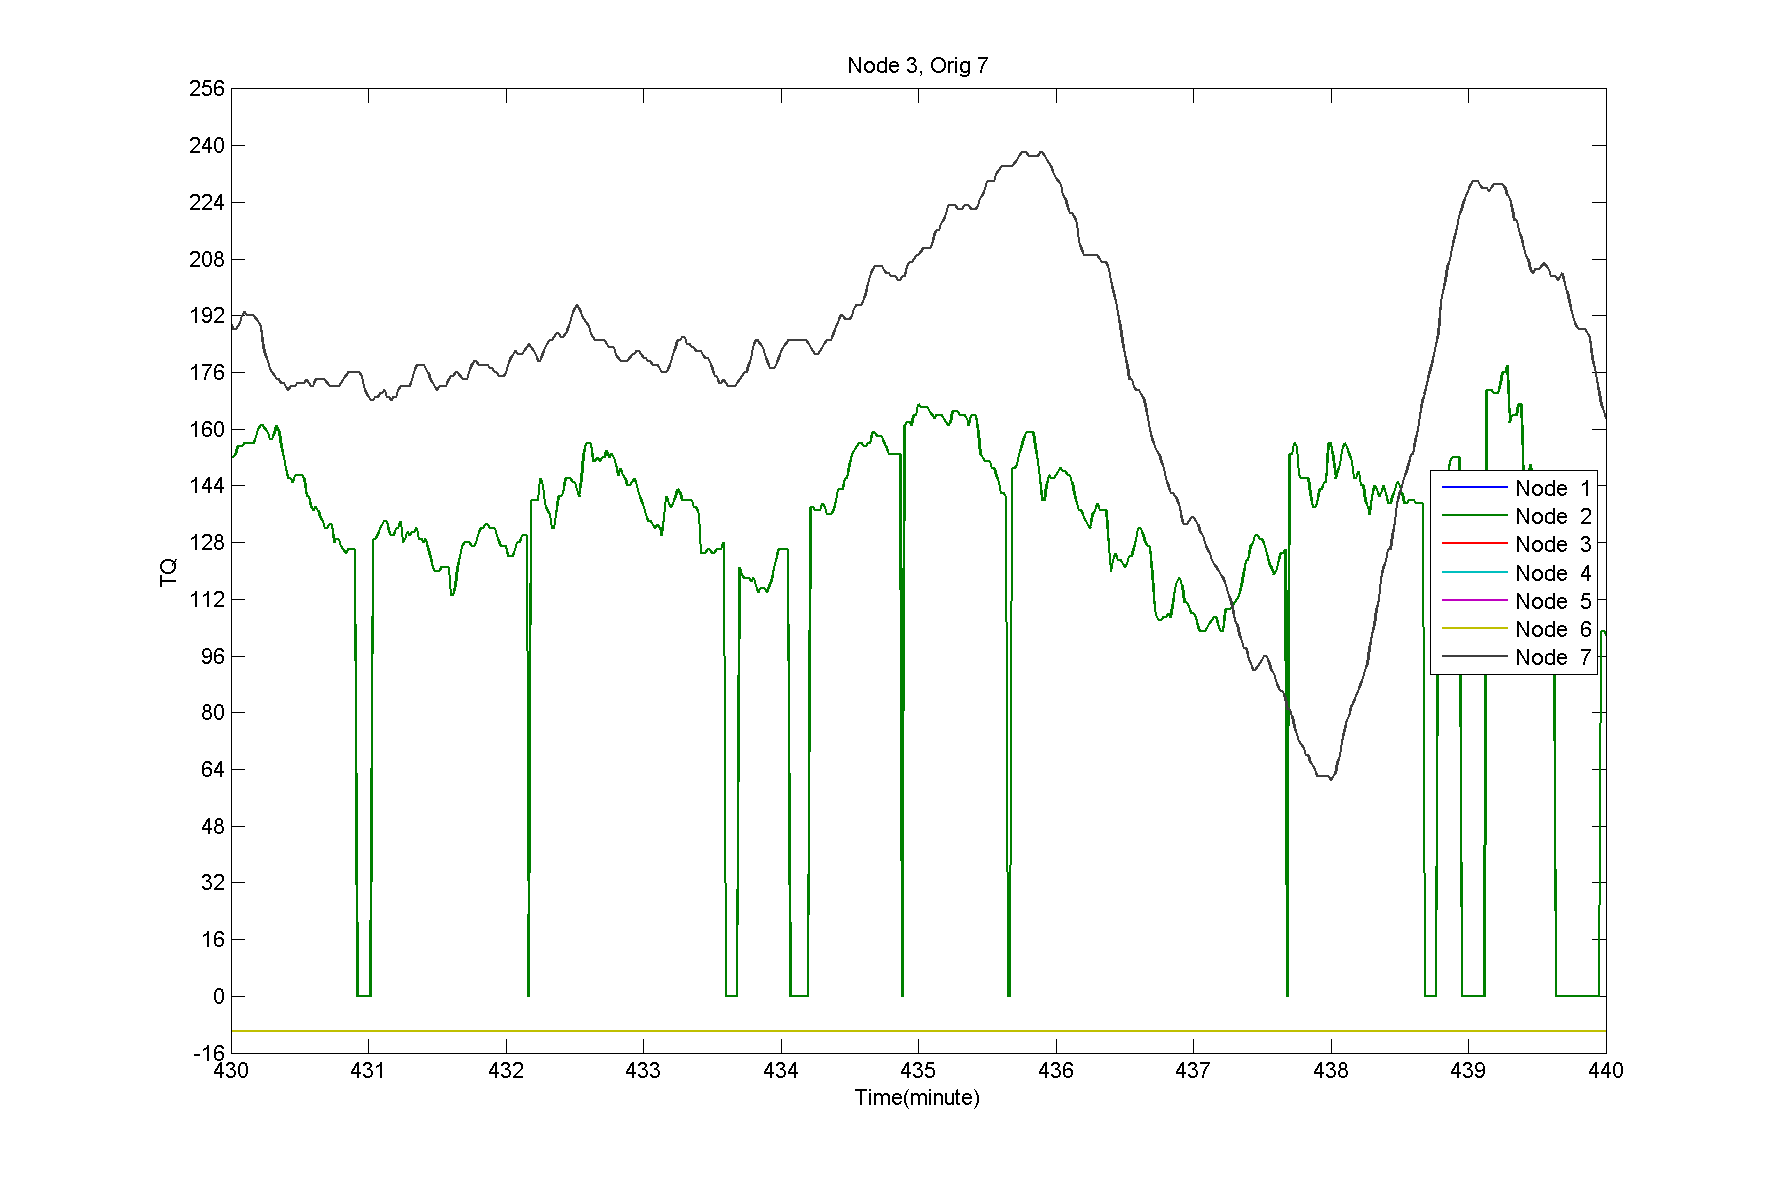 Node 3, Orig 7
256
240
224
208
192
176
160
144
128
112
96
80
64
48
32
16
0
-16
TQ
Node 1
Node 2
Node 3
Node 4
Node 5
Node 6
Node 7
430 431 432 433 434 435 436 437 438 439 440
Time(minute)